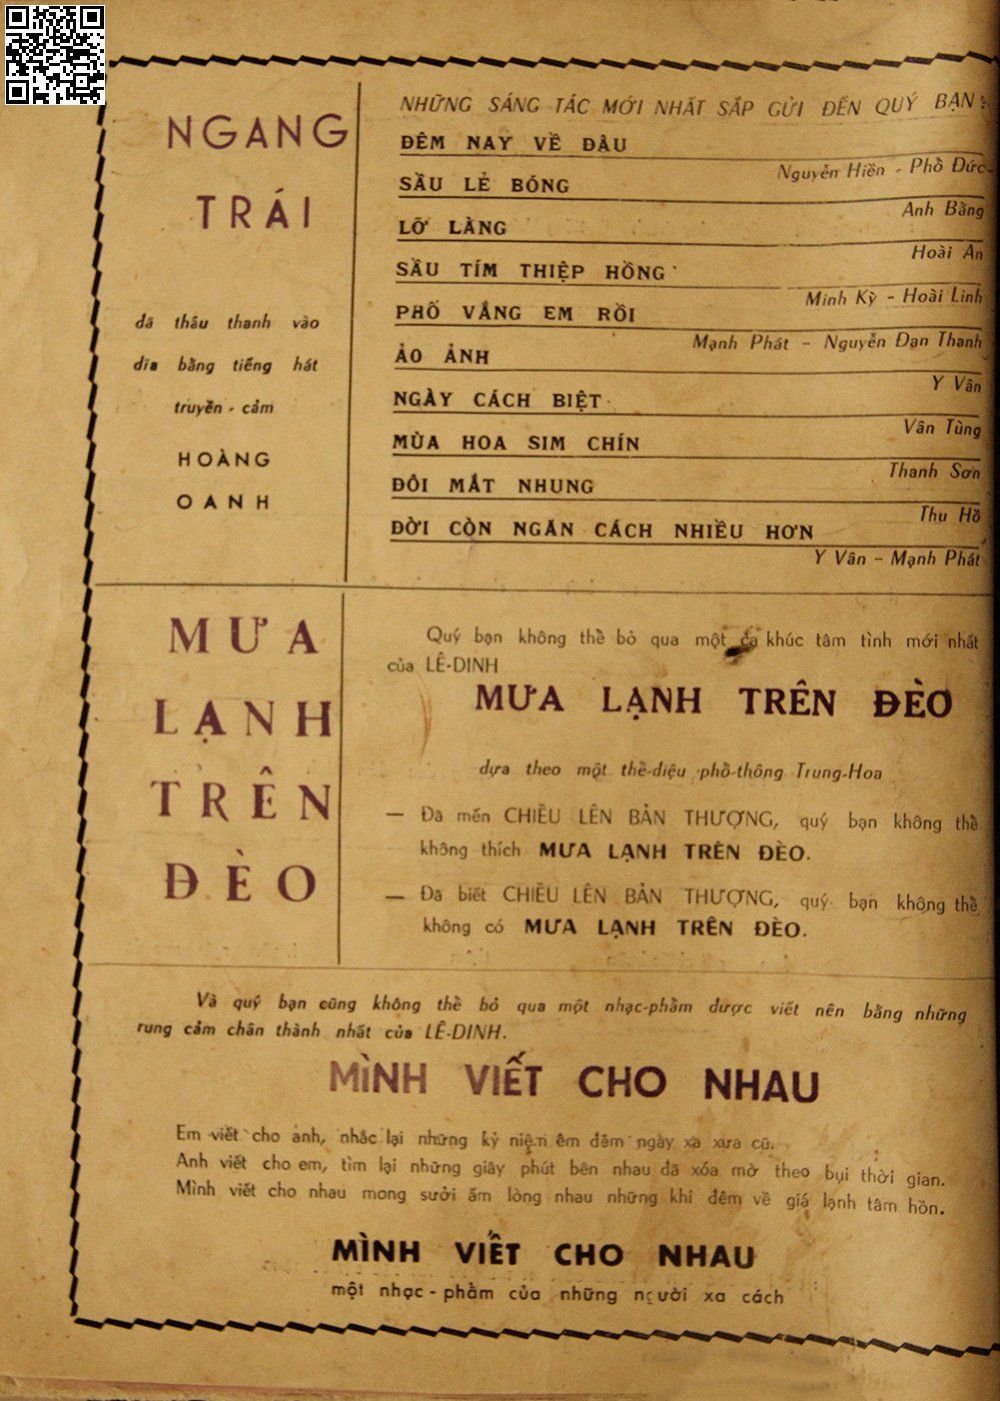 NGANG
TRÁI
đã thâu thanh vào
dĩa bằng tiếng hát
truyền-cảm
HOÀNG
OANH
NHỮNG SÁNG TÁC MỚI NHẤT SẮP GỬI ĐẾN QUÝ BẠN
ĐÊM NAY VỀ ĐÂU
Nguyễn Hiền - Phồ Đức
SẦU LẺ BÓNG
Anh Bằng
LỠ LÀNG
Hoài An
SẦU TÍM THIỆP HỒNG
Minh Kỳ - Hoài Linh
PHỐ VẮNG EM RỒI
Mạnh Phát - Nguyễn Đan Thanh
ẢO ẢNH
Y Vân
NGÀY CÁCH BIỆT
Vân Tùng
MÙA HOA SIM CHÍN
Thanh Sơn
ĐÔI MẮT NHUNG
Thu Hồ
ĐỜI CÒN NGĂN CÁCH NHIỀU HƠN
Y Vân - Mạnh Phát
MƯA
LẠNH
TRÊN
ĐÈO
Quý bạn không thề bỏ qua một ca khúc tâm tình mới nhất
của LÊ-DINH
MƯA LẠNH TRÊN ĐÈO
dựa theo một thề-điệu phồ-thông Trung-Hoa
— Đã mến CHIỀU LÊN BẢN THƯỢNG, quý bạn không thề
không thích MƯA LẠNH TRÊN ĐÈO.
— Đã biết CHIỀU LÊN BẢN THƯỢNG, quý bạn không thề
không có MƯA LẠNH TRÊN ĐÈO.
Và quý bạn cũng không thề bỏ qua một nhạc-phầm được viết nên bằng những
rung cảm chân thành nhất của LÊ-DINH.
MÌNH VIẾT CHO NHAU
Em viết cho anh, nhắc lại những kỷ niệm êm đềm ngày xa xưa cũ.
Anh viết cho em, tìm lại những giây phút bên nhau đã xóa mờ theo bụi thời gian.
Mình viết cho nhau mong sưởi ấm lòng nhau những khi đêm về giá lạnh tâm hồn.
MÌNH VIẾT CHO NHAU
một nhạc-phầm của những người xa cách